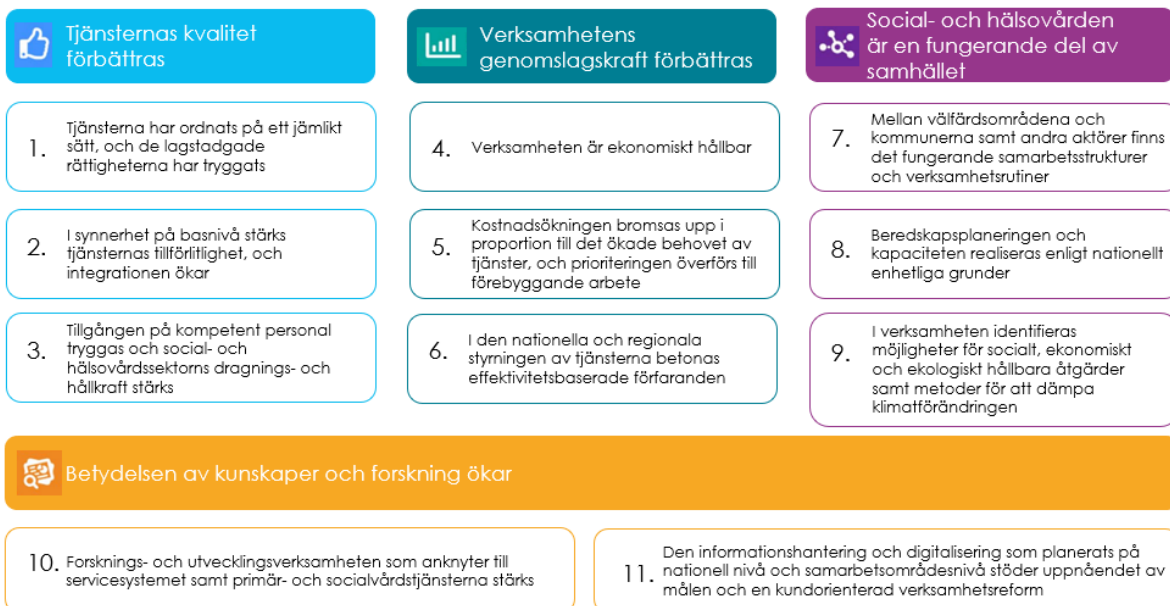 Tjänsternas kvalitet
förbättras
1. Tjänsterna har ordnats på ett jämlikt
sätt, och de lagstadgade
rättigheterna har tryggats
2. I synnerhet på basnivå stärks
tjänsternas tillförlitlighet, och
integrationen ökar
3. Tillgången på kompetent personal
tryggas och social- och
hälsovårdssektorns dragnings- och
hållkraft stärks
Verksamhetens
genomslagskraft förbättras
4. Verksamheten är ekonomiskt hållbar
5. Kostnadsökningen bromsas upp i
proportion till det ökade behovet av
tjänster, och prioriteringen överförs till
förebyggande arbete
6. I den nationella och regionala
styrningen av tjänsterna betonas
effektivitetsbaserade förfaranden
Social- och hälsovården
är en fungerande del av
samhället
7. Mellan välfärdsområdena och
kommunerna samt andra aktörer finns
det fungerande samarbetsstrukturer
och verksamhetsrutiner
8. Beredskapsplaneringen och
kapaciteten realiseras enligt nationellt
enhetliga grunder
9. I verksamheten identifieras
möjligheter för socialt, ekonomiskt
och ekologiskt hållbara åtgärder
samt metoder för att dämpa
klimatförändringen
Betydelsen av kunskaper och forskning ökar
10. Forsknings- och utvecklingsverksamheten som anknyter till
servicesystemet samt primär- och socialvårdstjänsterna stärks
11. Den informationshantering och digitalisering som planerats på
nationell nivå och samarbetsområdesnivå stöder uppnåendet av
målen och en kundorienterad verksamhetsreform